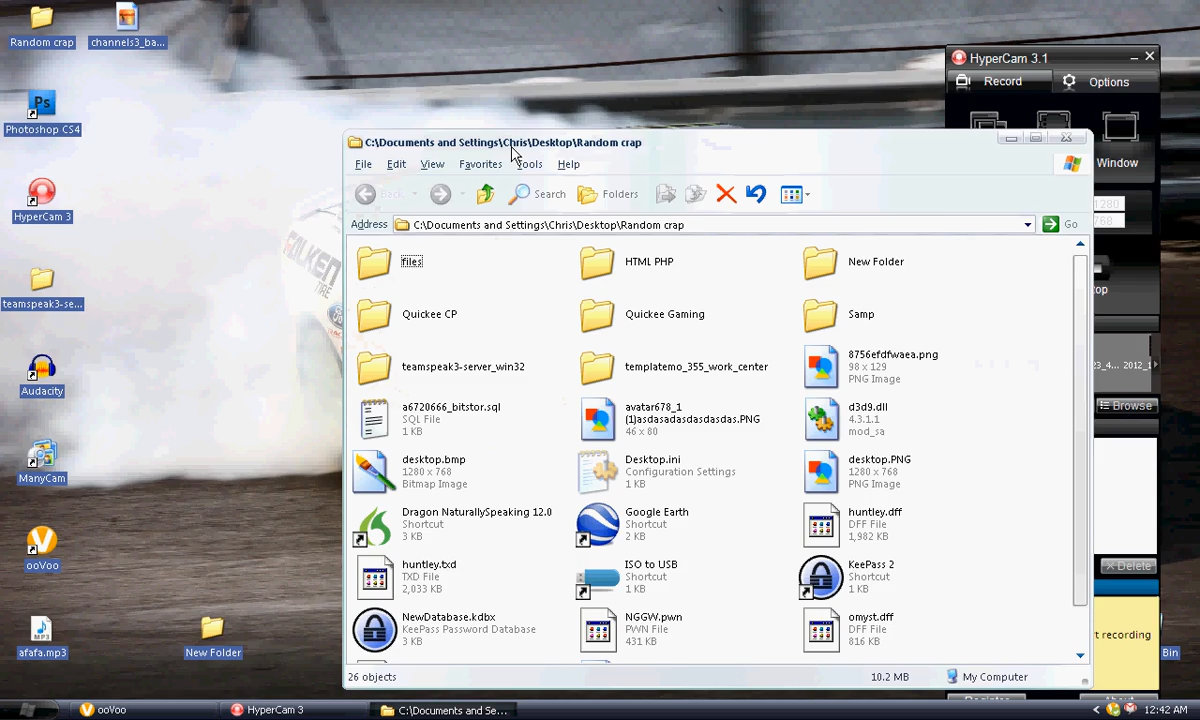 Random crap
channels3_ba...
Photoshop CS4
HyperCam 3
teamspeak3-se...
Audacity
ManyCam
ooVoo
afafa.mp3
New Folder
FALKEN
TIRE
HyperCam 3.1
Record
Options
Window
1280
768
2012_1
Browse
Delete
t recording
Bin
C:\Documents and Settings\Chris\Desktop\Random crap
File Edit View Favorites Tools Help
Back
Search
Folders
Address
C:\Documents and Settings\Chris\Desktop\Random crap
Go
files
HTML PHP
New Folder
Quickee CP
Quickee Gaming
Samp
teamspeak3-server_win32
templatemo_355_work_center
8756efdfwaea.png
98 x 129
PNG Image
a6720666_bitstor.sql
SQL File
1 KB
avatar678_1
(1)asdasadasdasdasdas.PNG
46 x 80
d3d9.dll
4.3.1.1
mod_sa
desktop.bmp
1280 x 768
Bitmap Image
Desktop.ini
Configuration Settings
1 KB
desktop.PNG
1280 x 768
PNG Image
Dragon NaturallySpeaking 12.0
Shortcut
3 KB
Google Earth
Shortcut
2 KB
huntley.dff
DFF File
1,982 KB
huntley.txd
TXD File
2,033 KB
ISO to USB
Shortcut
1 KB
KeePass 2
Shortcut
1 KB
NewDatabase.kdbx
KeePass Password Database
3 KB
NGGW.pwn
PWN File
431 KB
omyst.dff
DFF File
816 KB
26 objects
10.2 MB
My Computer
ooVoo
HyperCam 3
C:\Documents and Se...
12:42 AM